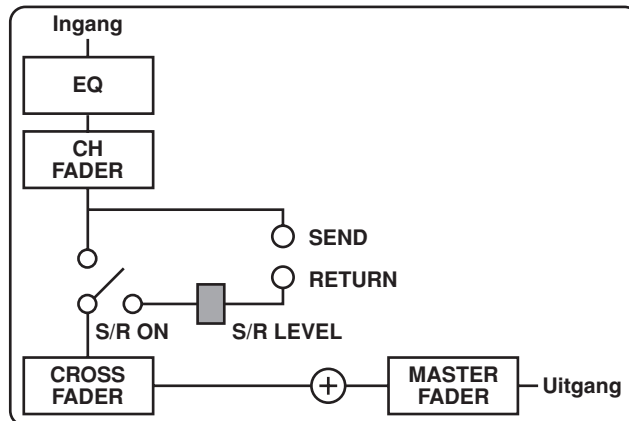 Ingang
EQ
CH
FADER
SEND
RETURN
S/R ON
S/R LEVEL
CROSS
FADER
+
MASTER
FADER
Uitgang